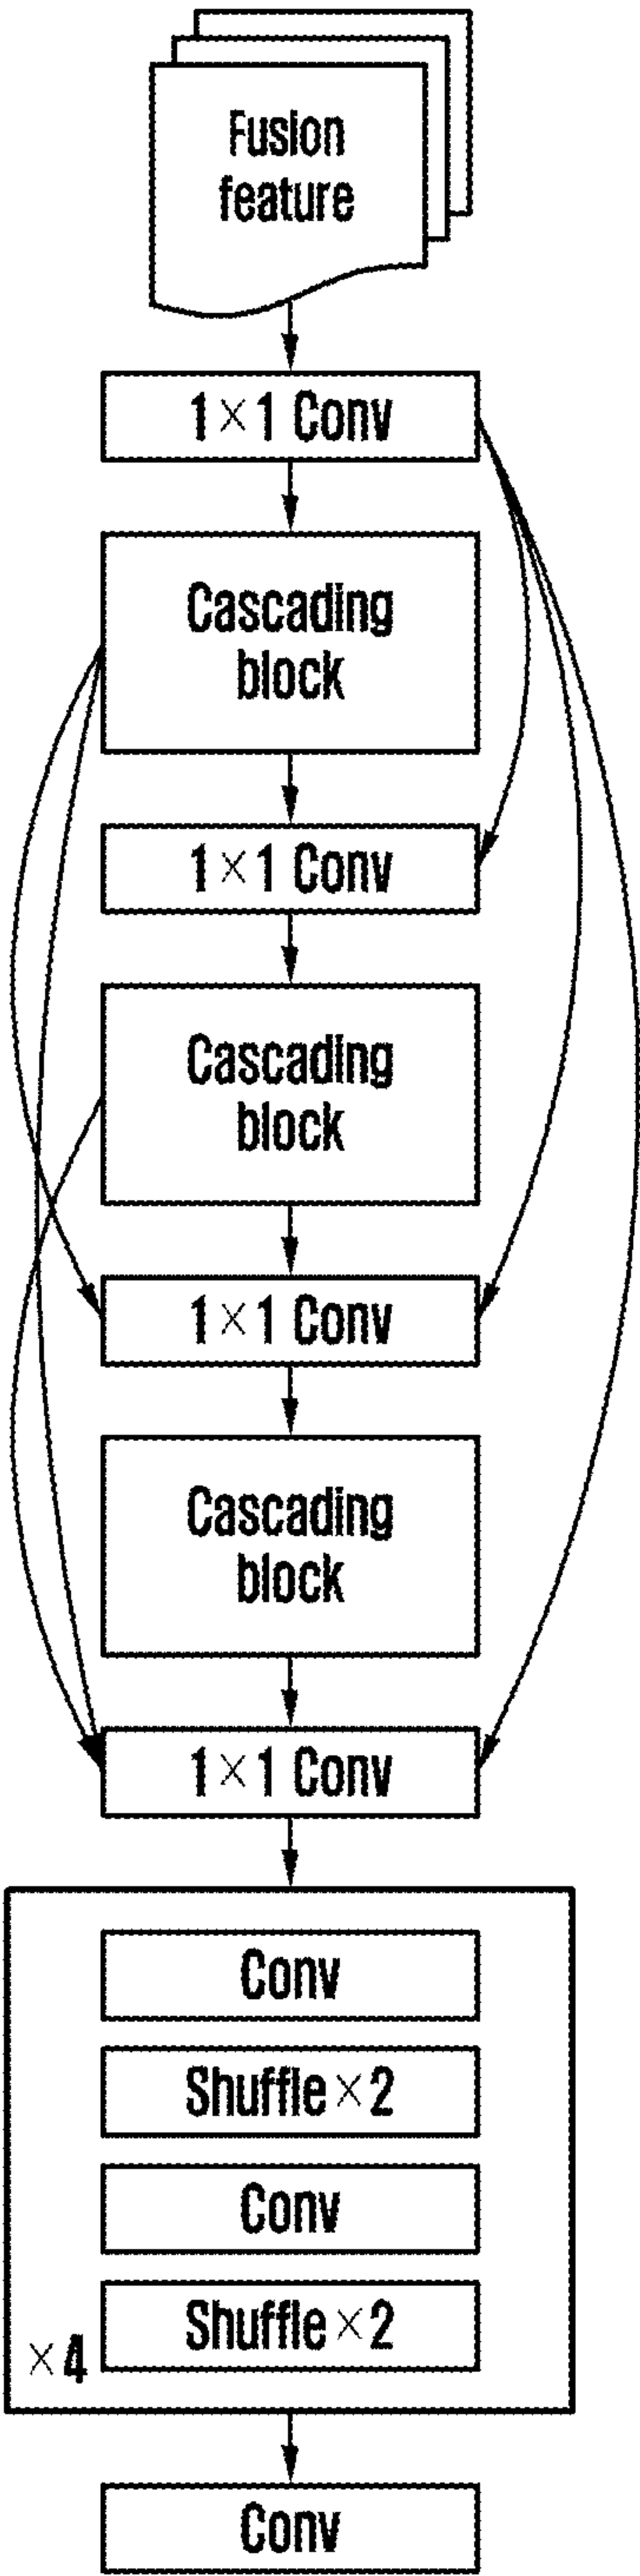 Fusion
feature
1×1 Conv
Cascading
block
1×1 Conv
Cascading
block
1×1 Conv
Cascading
block
1×1 Conv
Conv
Shuffle×2
Conv
Shuffle×2
×4
Conv